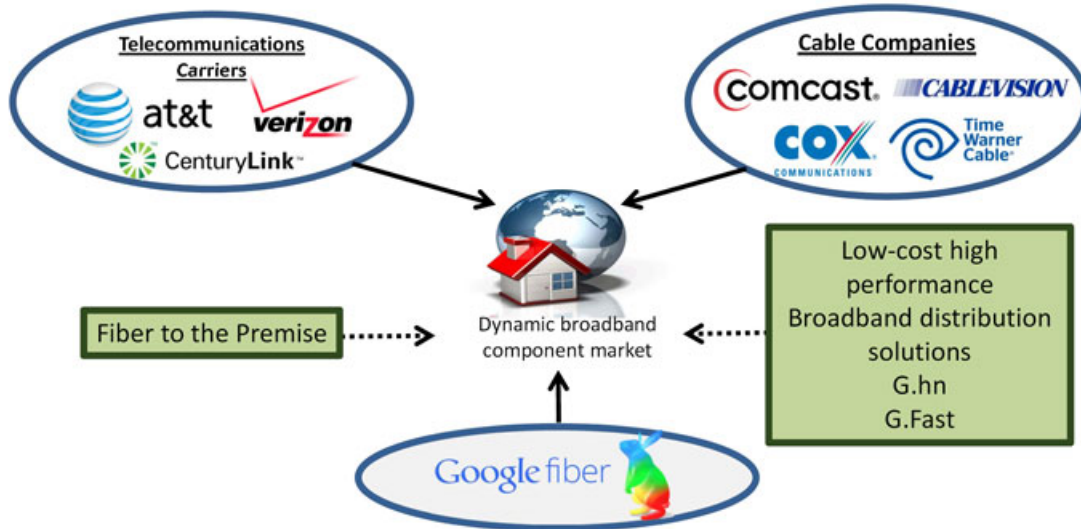 Telecommunications
Carriers
at&t
verizon
CenturyLink™
Cable Companies
comcast®
CABLEVISION
COX
COMMUNICATIONS
Time
Warner
Cable®
Low-cost high
performance
Broadband distribution
solutions
G.hn
G.Fast
Fiber to the Premise
Dynamic broadband
component market
Google fiber